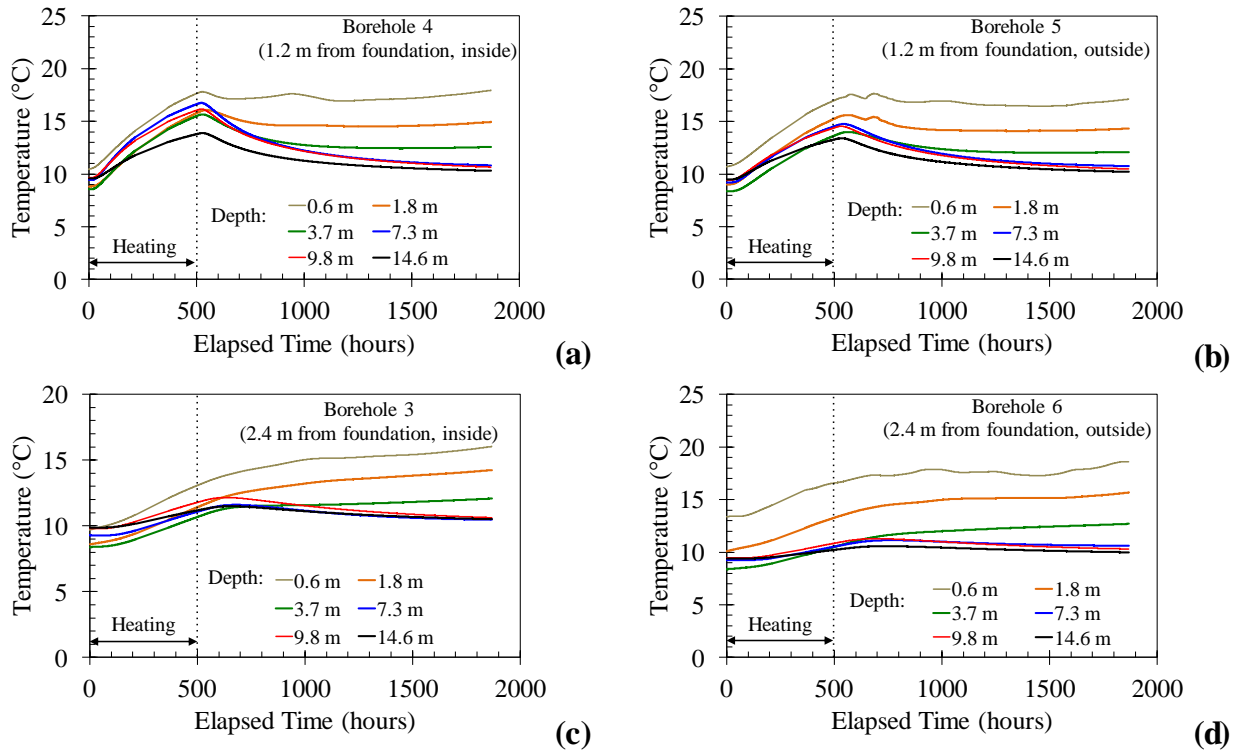 25
20
15
10
5
0
Temperature (°C)
Borehole 4
(1.2 m from foundation, inside)
Depth:
0.6 m
1.8 m
3.7 m
7.3 m
9.8 m
14.6 m
Heating
0
500
1000
1500
2000
Elapsed Time (hours)
(a)
25
20
15
10
5
0
Temperature (°C)
Borehole 5
(1.2 m from foundation, outside)
Depth:
0.6 m
1.8 m
3.7 m
7.3 m
9.8 m
14.6 m
Heating
0
500
1000
1500
2000
Elapsed Time (hours)
(b)
20
15
10
5
0
Temperature (°C)
Borehole 3
(2.4 m from foundation, inside)
Depth:
0.6 m
1.8 m
3.7 m
7.3 m
9.8 m
14.6 m
Heating
0
500
1000
1500
2000
Elapsed Time (hours)
(c)
25
20
15
10
5
0
Temperature (°C)
Borehole 6
(2.4 m from foundation, outside)
Depth:
0.6 m
1.8 m
3.7 m
7.3 m
9.8 m
14.6 m
Heating
0
500
1000
1500
2000
Elapsed Time (hours)
(d)